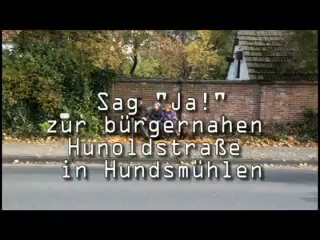 Sag "Ja!"
zur bürgernahen
Hunoldstraße
in Hundsmühlen